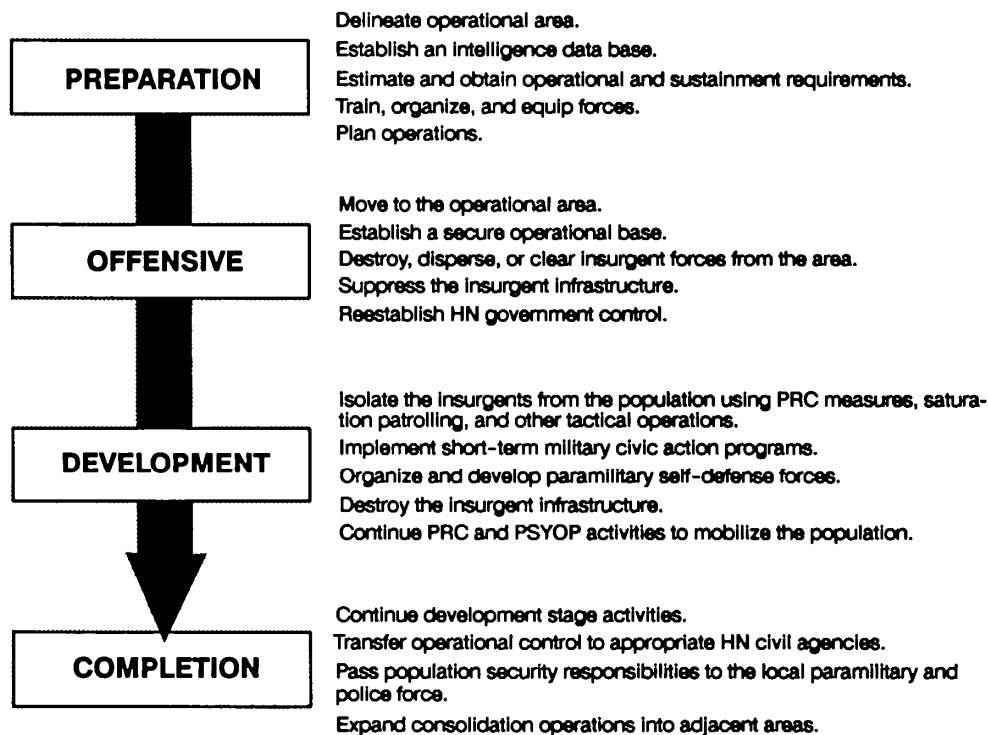 PREPARATION
Delineate operational area.
Establish an intelligence data base.
Estimate and obtain operational and sustainment requirements.
Train, organize, and equip forces.
Plan operations.
OFFENSIVE
Move to the operational area.
Establish a secure operational base.
Destroy, disperse, or clear insurgent forces from the area.
Suppress the insurgent infrastructure.
Reestablish HN government control.
DEVELOPMENT
Isolate the insurgents from the population using PRC measures, satura-
tion patrolling, and other tactical operations.
Implement short-term military civic action programs.
Organize and develop paramilitary self-defense forces.
Destroy the insurgent infrastructure.
Continue PRC and PSYOP activities to mobilize the population.
COMPLETION
Continue development stage activities.
Transfer operational control to appropriate HN civil agencies.
Pass population security responsibilities to the local paramilitary and
police force.
Expand consolidation operations into adjacent areas.